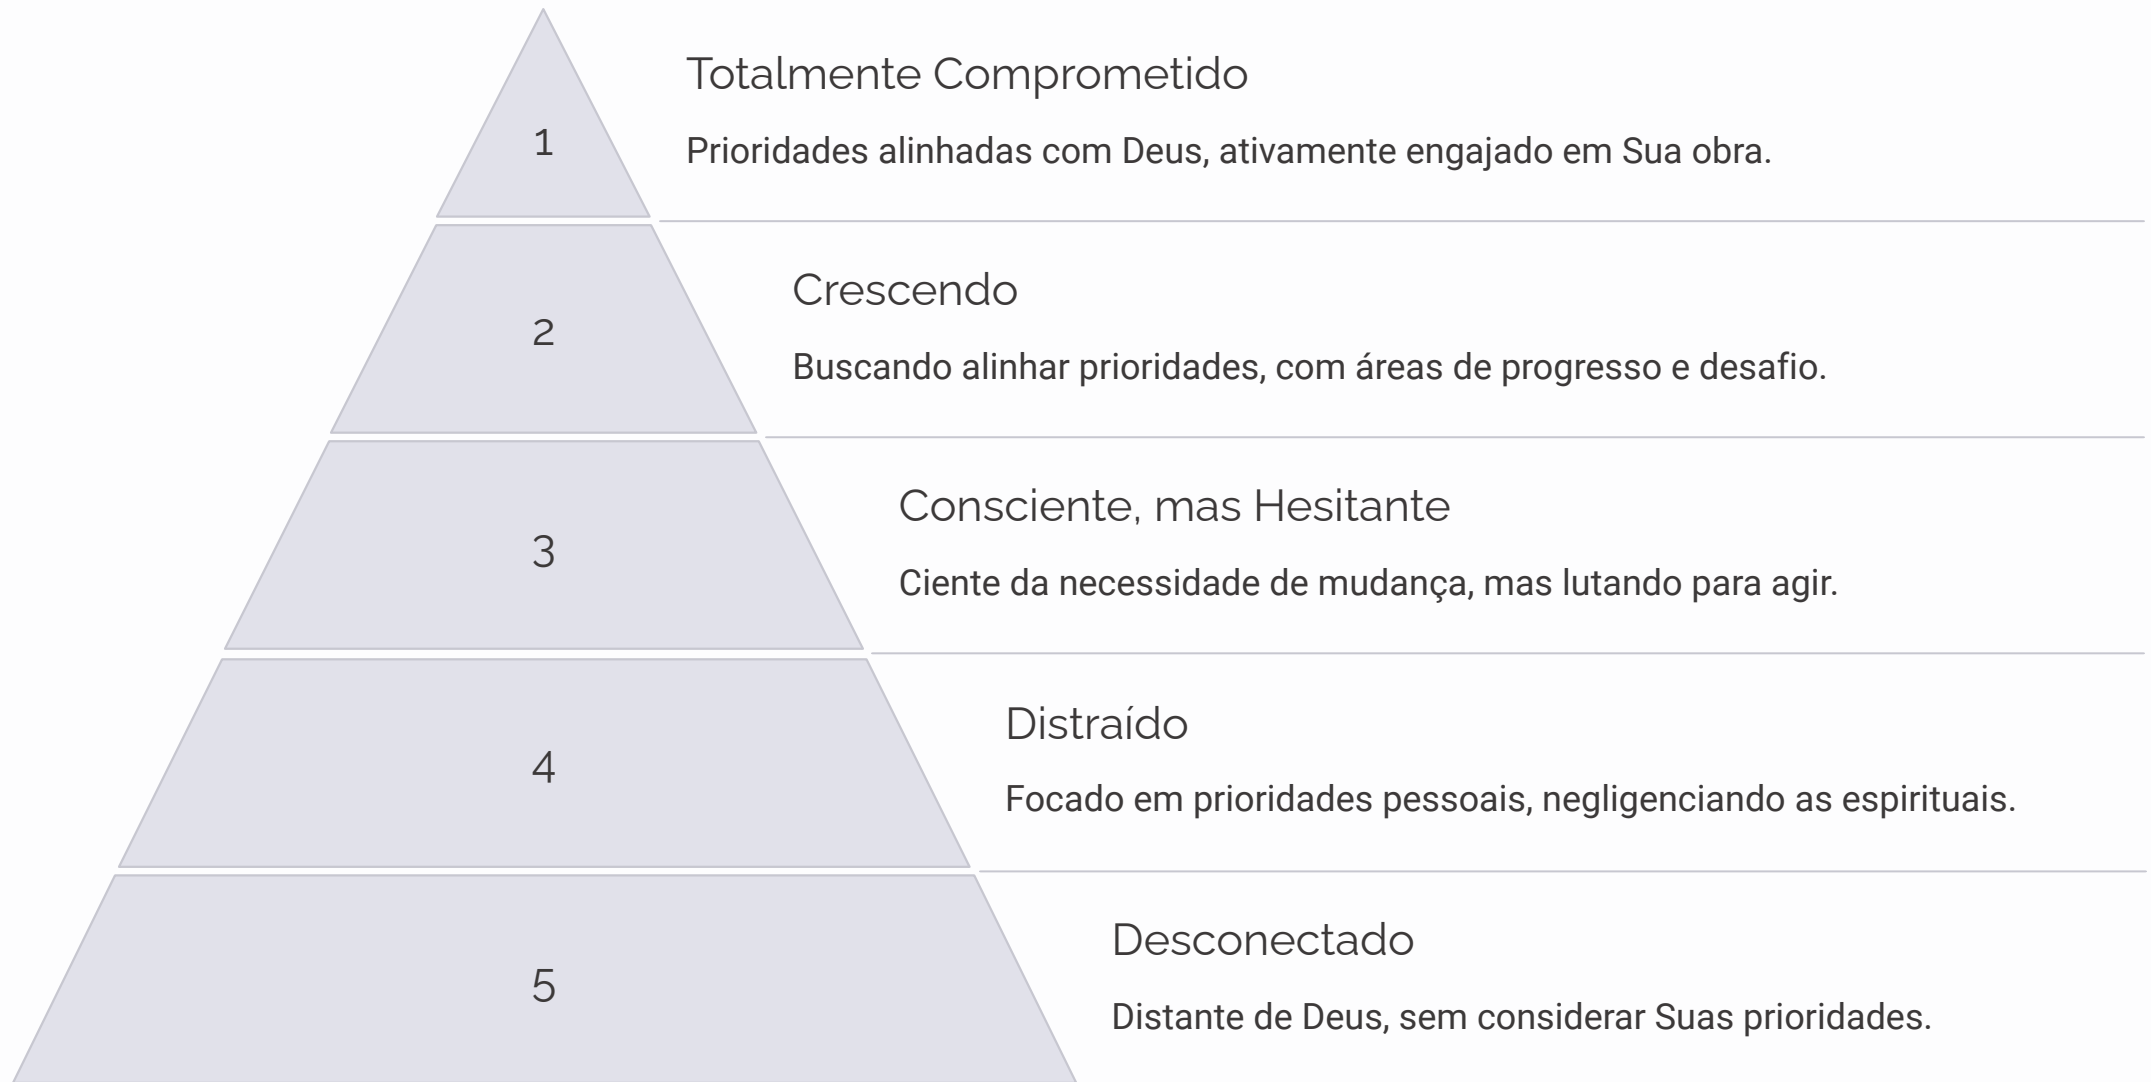 1
Totalmente Comprometido
Prioridades alinhadas com Deus, ativamente engajado em Sua obra.
2
Crescendo
Buscando alinhar prioridades, com áreas de progresso e desafio.
3
Consciente, mas Hesitante
Ciente da necessidade de mudança, mas lutando para agir.
4
Distraído
Focado em prioridades pessoais, negligenciando as espirituais.
5
Desconectado
Distante de Deus, sem considerar Suas prioridades.